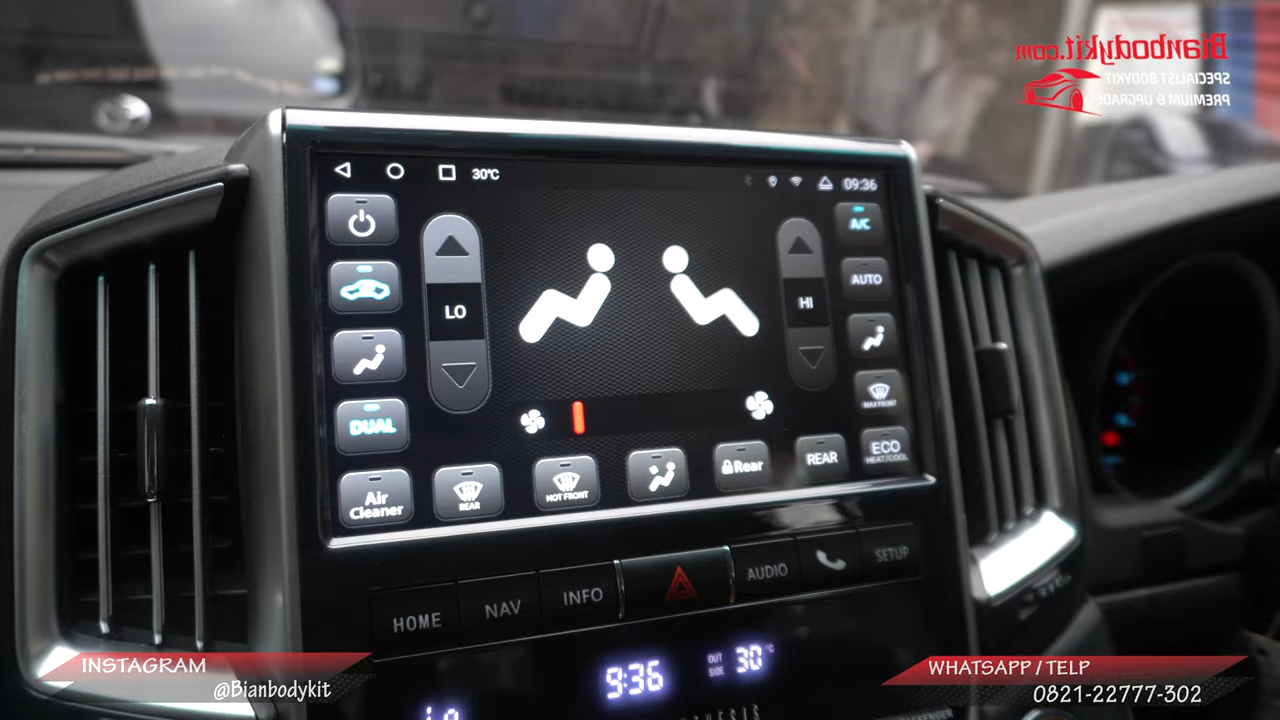 Bianbodykit.com
SPECIALIST BODYKIT
PREMIUM & UPGRADE
30°C
09:36
A/C
LO
HI
AUTO
DUAL
MAX FRONT
Air
Cleaner
REAR
HOT FRONT
Rear
REAR
ECO
HEAT/COOL
HOME
NAV
INFO
AUDIO
SETUP
9:36
OUT
SIDE
30°C
INSTAGRAM
@Bianbodykit
WHATSAPP / TELP
0821-22777-302